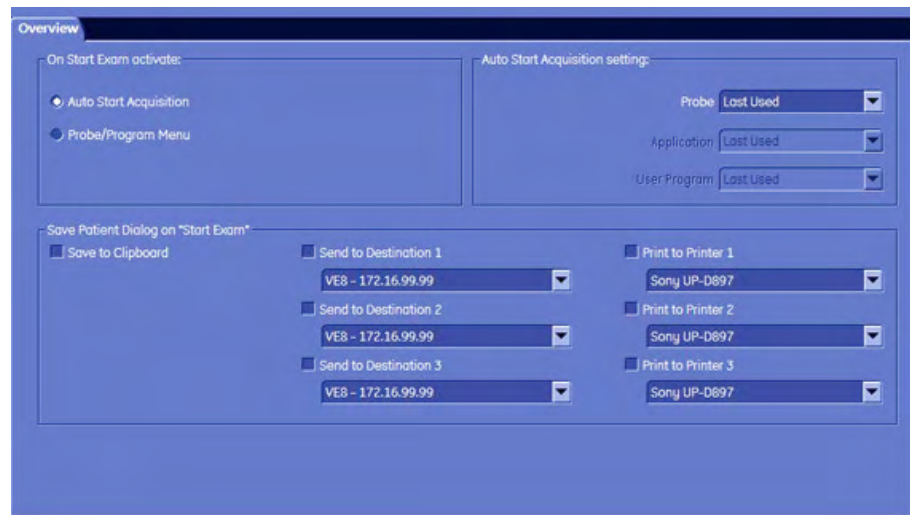 Overview
On Start Exam activate:
Auto Start Acquisition
Probe/Program Menu
Auto Start Acquisition setting:
Probe Last Used
Application Last Used
User Program Last Used
Save Patient Dialog on "Start Exam"
Save to Clipboard
Send to Destination 1
VE8 - 172.16.99.99
Send to Destination 2
VE8 - 172.16.99.99
Send to Destination 3
VE8 - 172.16.99.99
Print to Printer 1
Sony UP-D897
Print to Printer 2
Sony UP-D897
Print to Printer 3
Sony UP-D897